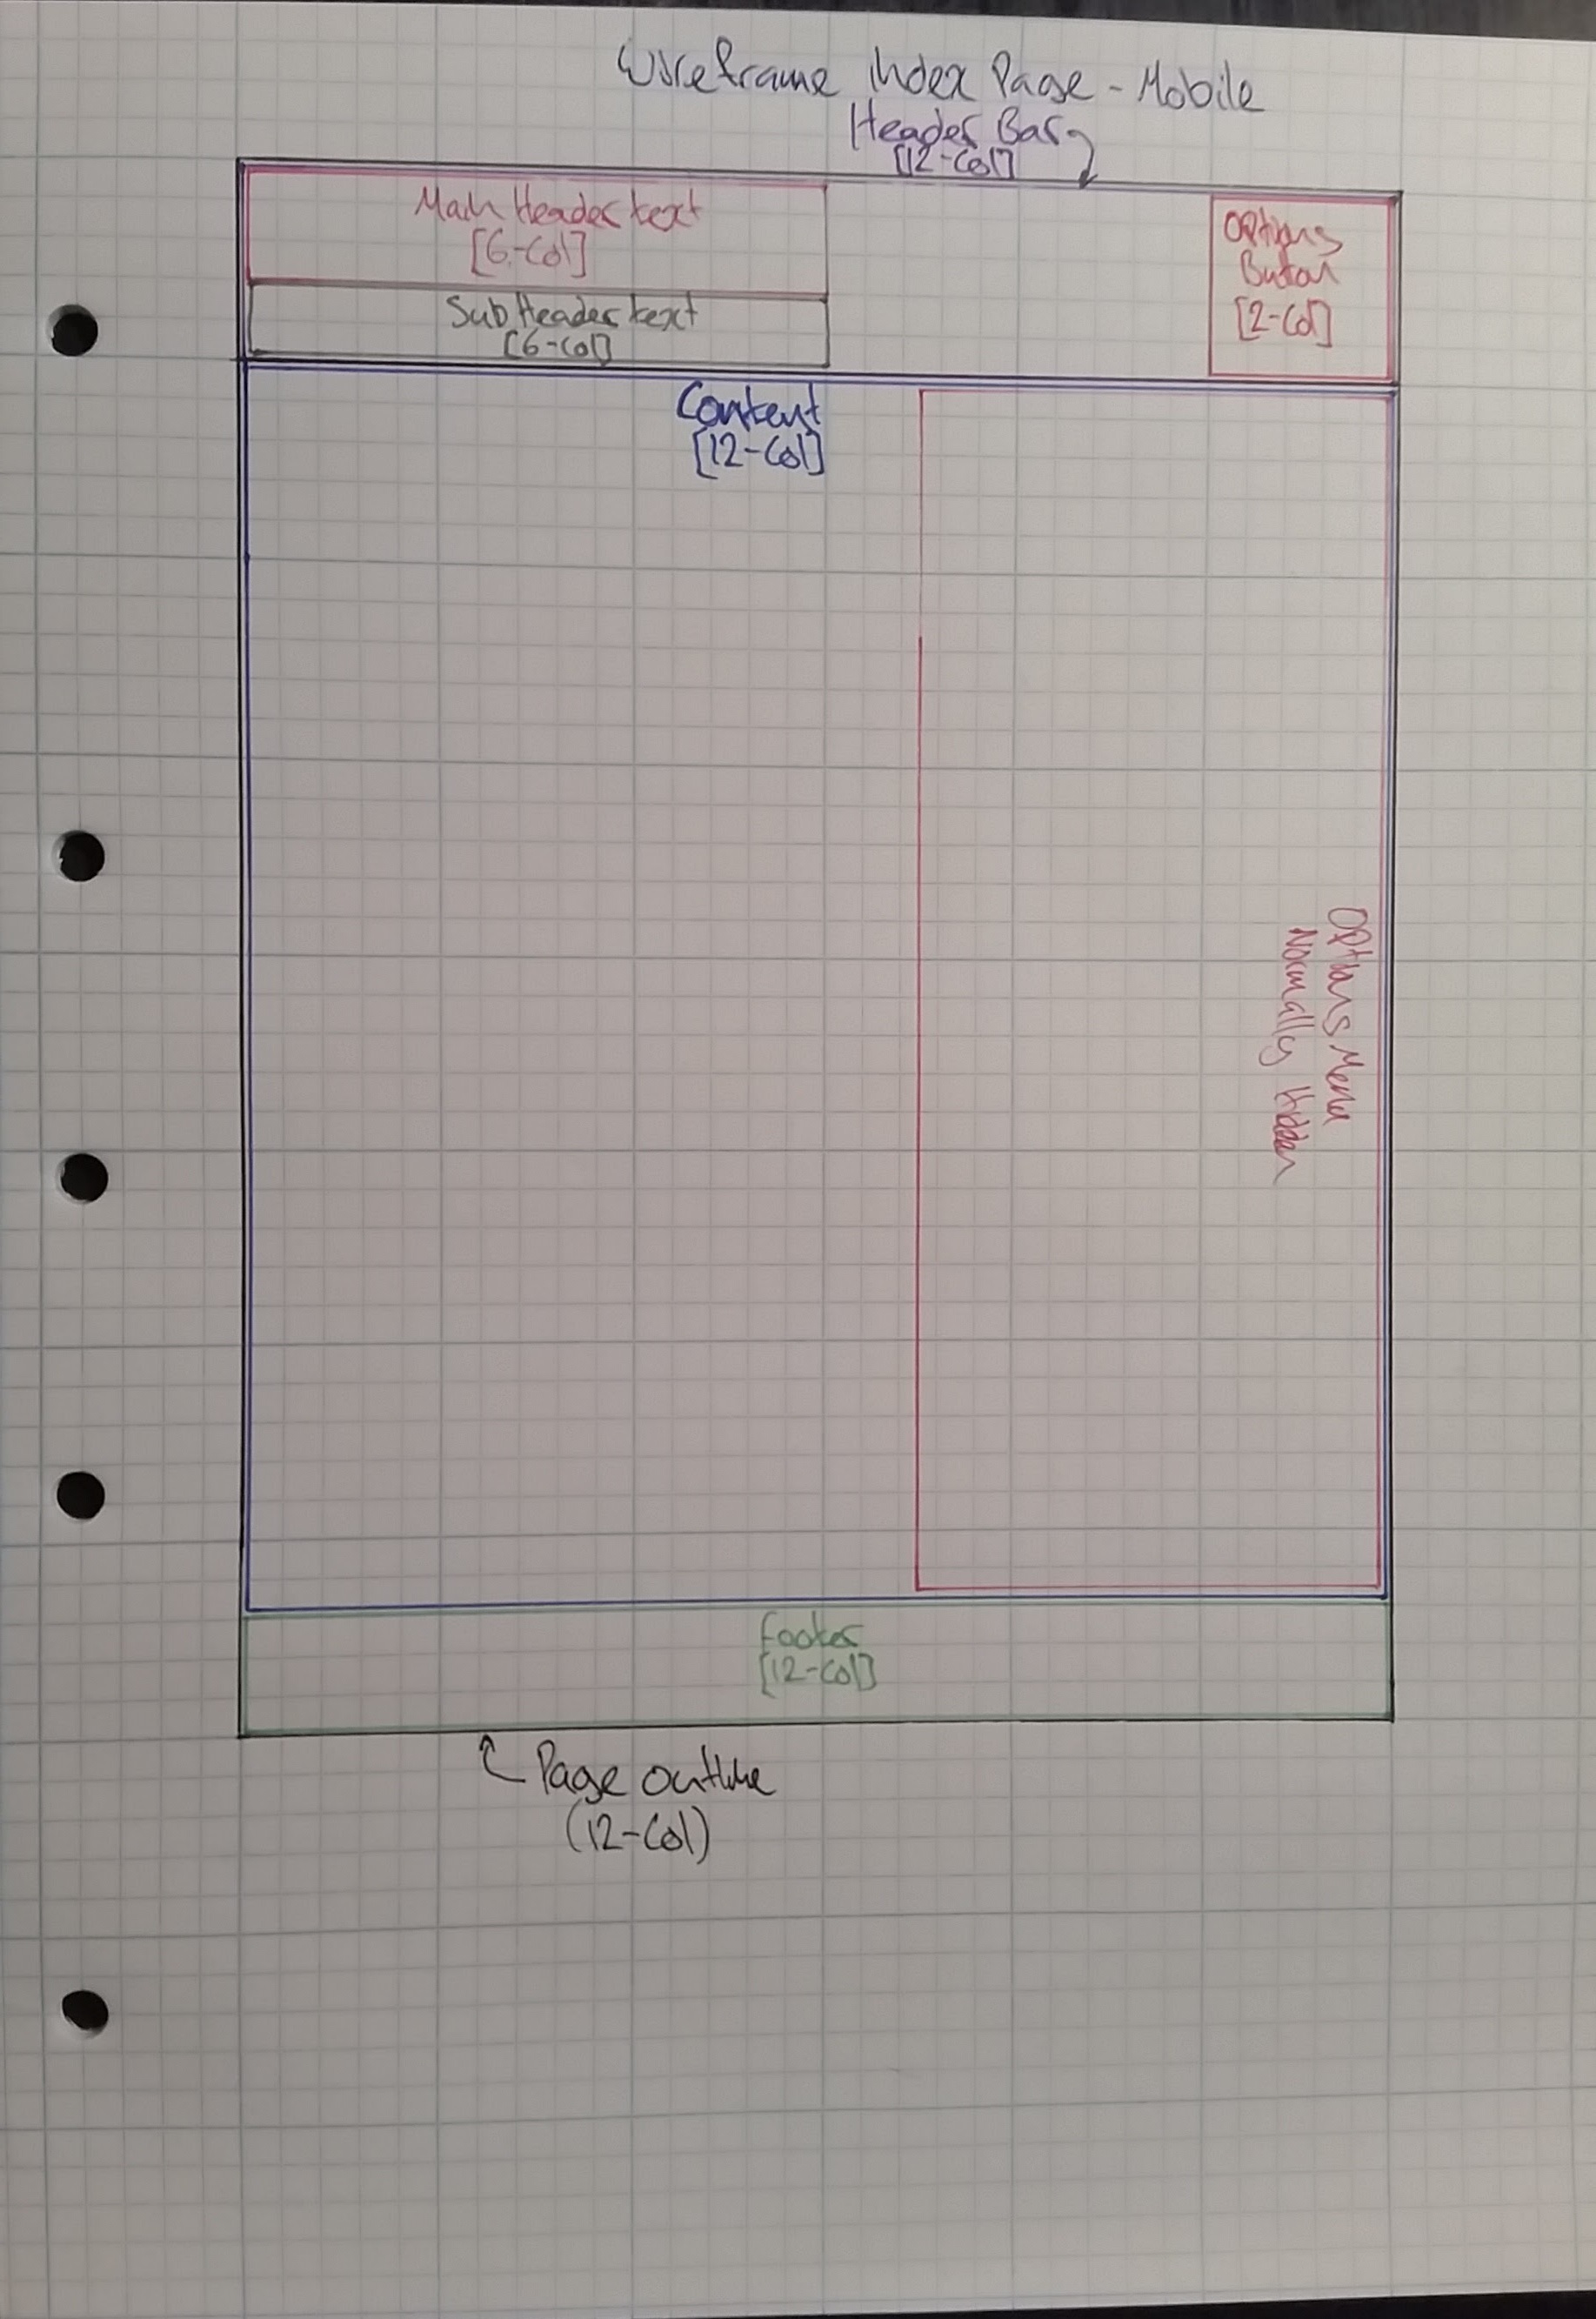 Wireframe Index Page - Mobile
Header Bar
[12-Col]
Main Header text
[6-Col]
Options
Button
[2-Col]
Sub Header text
[6-Col]
Content
[12-Col]
Options Menu
Normally Hidden
Footer
[12-Col]
Page outline
(12-Col)